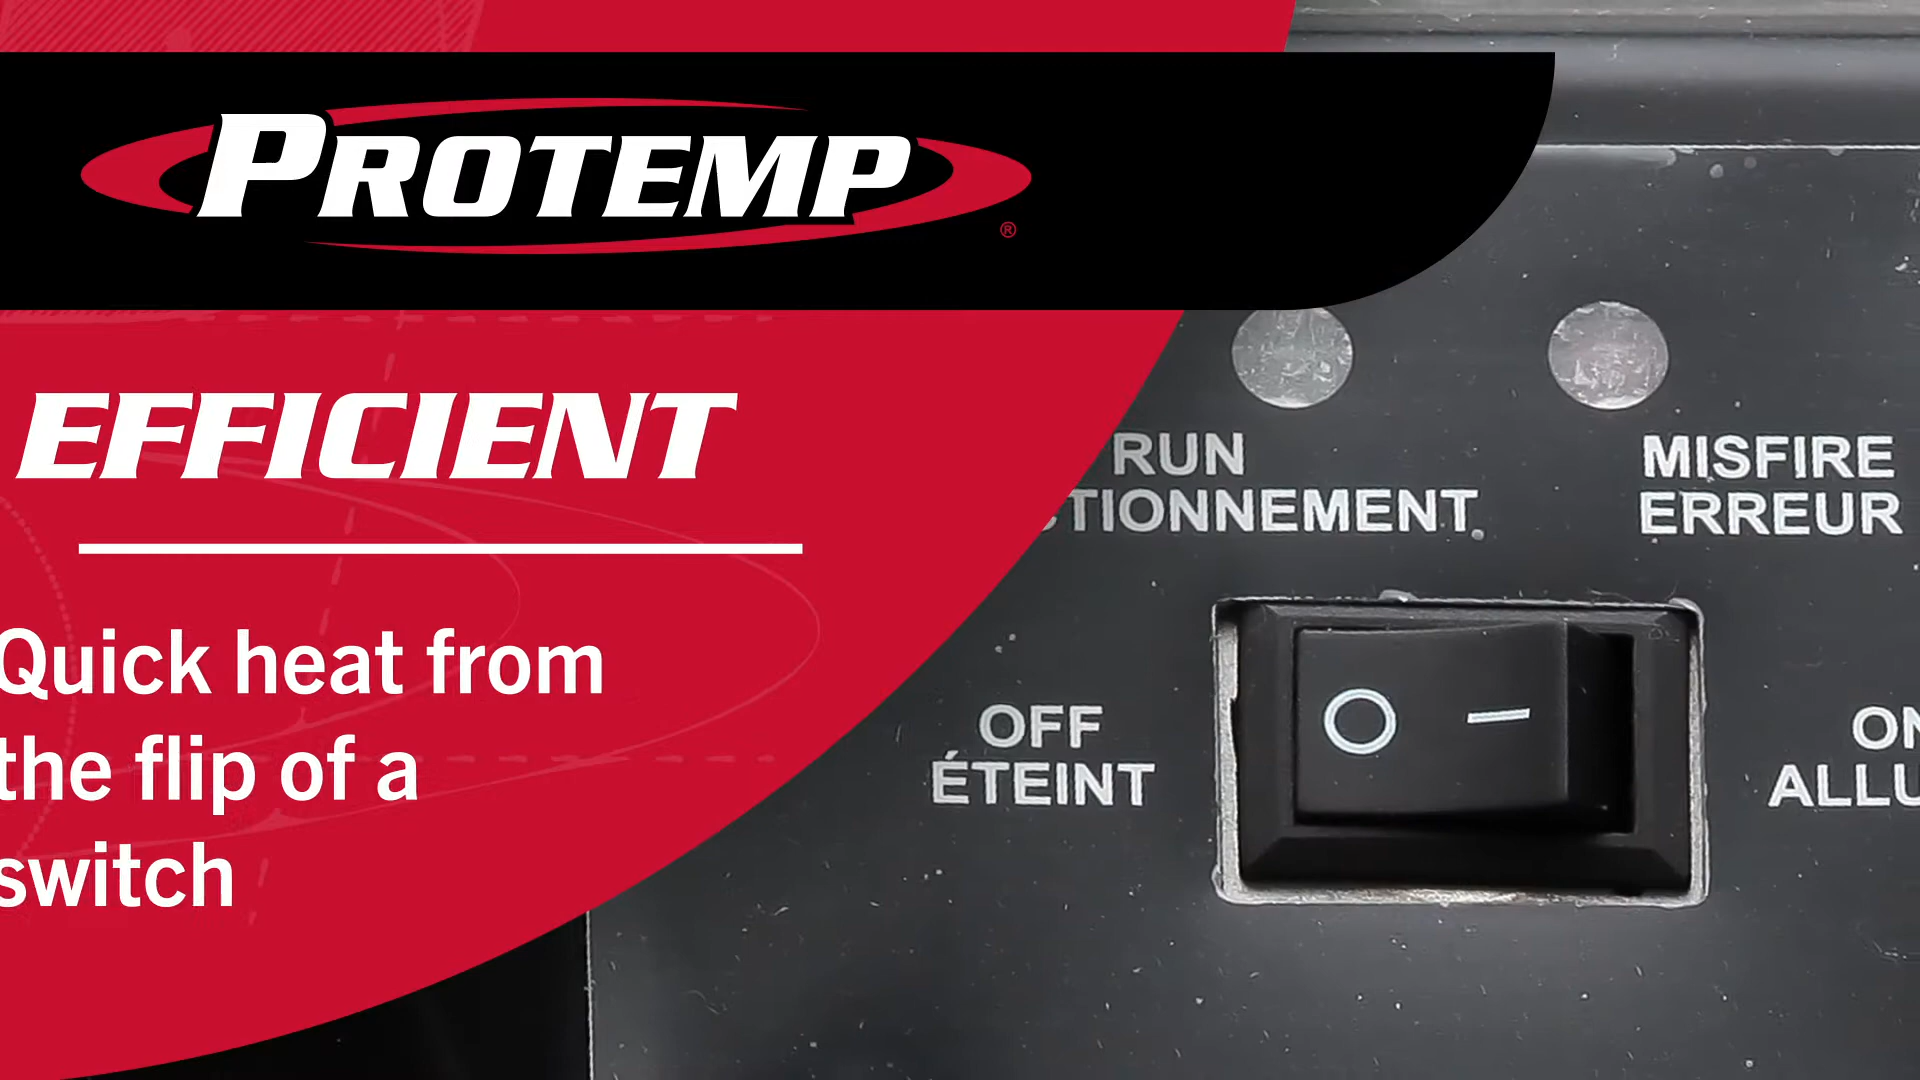 PROTEMP
®
EFFICIENT
Quick heat from
the flip of a
switch
RUN
TIONNEMENT
MISFIRE
ERREUR
OFF
ÉTEINT
ON
ALLU